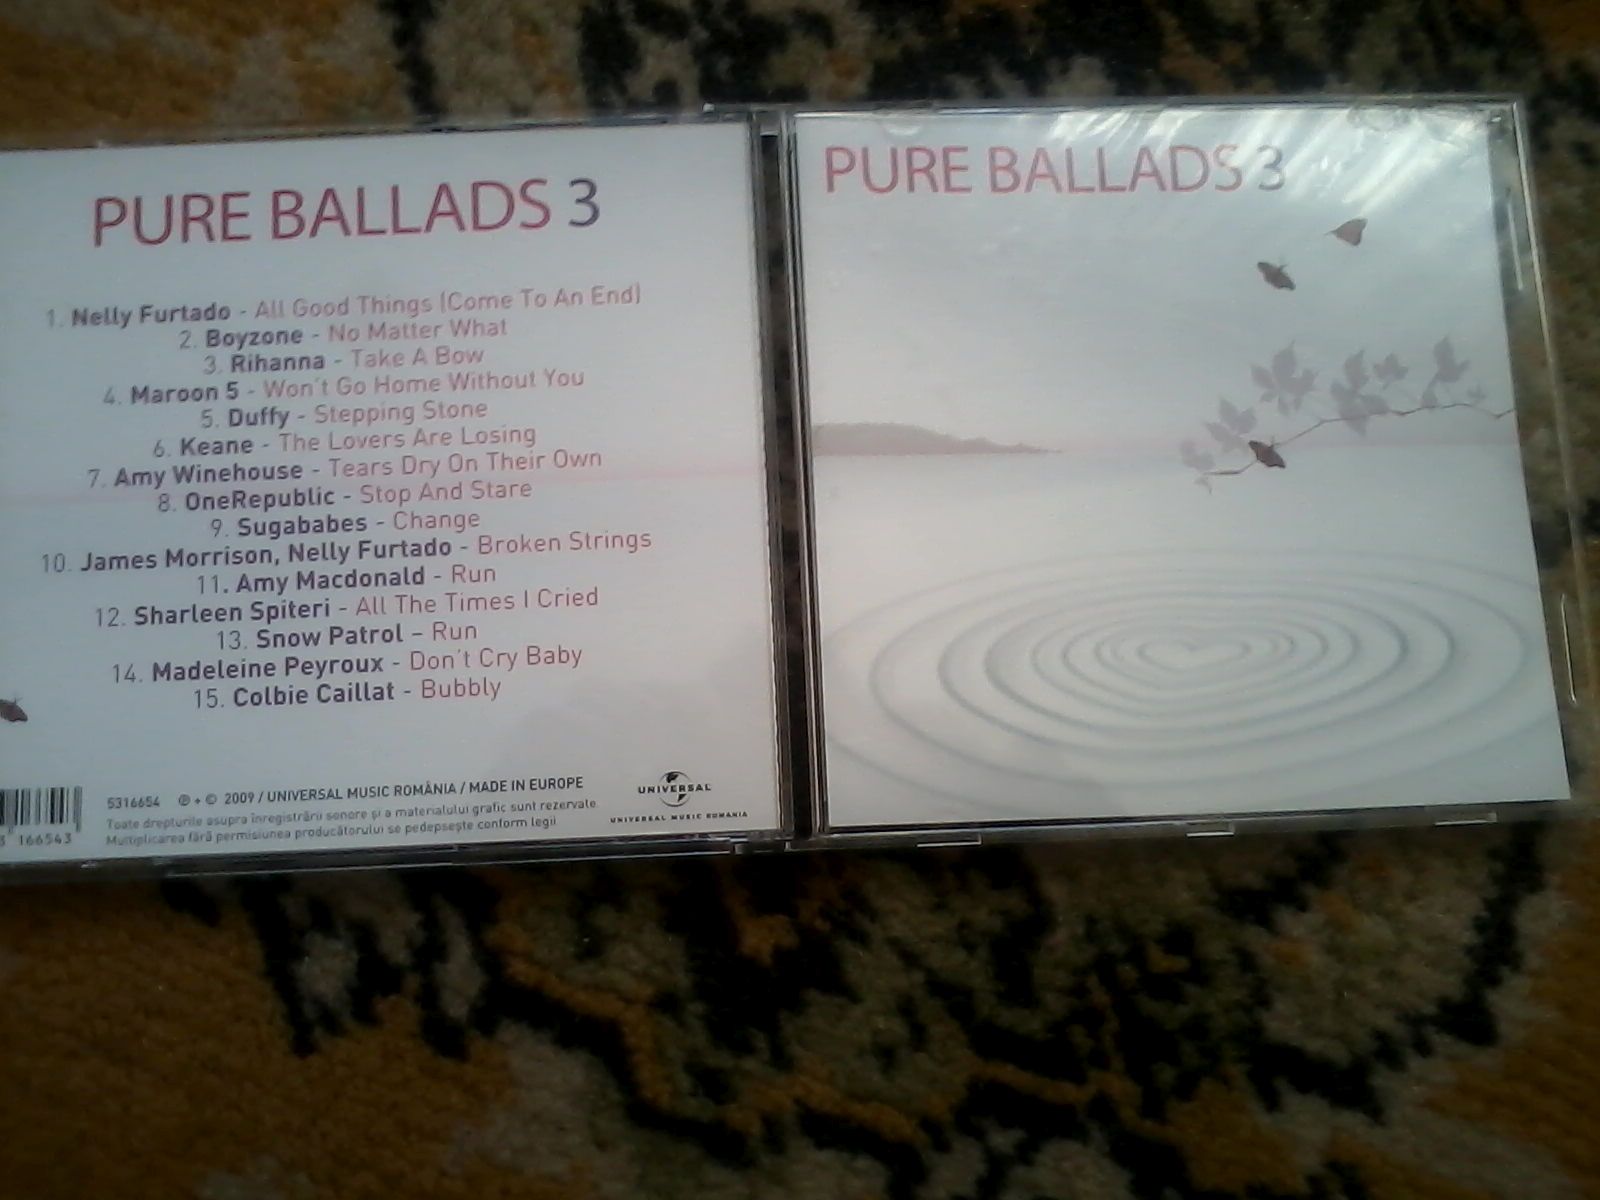 PURE BALLADS 3
1. Nelly Furtado - All Good Things (Come To An End)
2. Boyzone - No Matter What
3. Rihanna - Take A Bow
4. Maroon 5 - Won't Go Home Without You
5. Duffy - Stepping Stone
6. Keane - The Lovers Are Losing
7. Amy Winehouse - Tears Dry On Their Own
8. OneRepublic - Stop And Stare
9. Sugababes - Change
10. James Morrison, Nelly Furtado - Broken Strings
11. Amy Macdonald - Run
12. Sharleen Spiteri - All The Times I Cried
13. Snow Patrol - Run
14. Madeleine Peyroux - Don't Cry Baby
15. Colbie Caillat - Bubbly
5316654 ℗ + © 2009 / UNIVERSAL MUSIC ROMÂNIA / MADE IN EUROPE
Toate drepturile asupra înregistrării sonore şi a materialului grafic sunt rezervate.
Multiplicarea fără permisiunea producătorului se pedepseşte conform legii.
166543
UNIVERSAL
UNIVERSAL MUSIC ROMANIA
PURE BALLADS 3